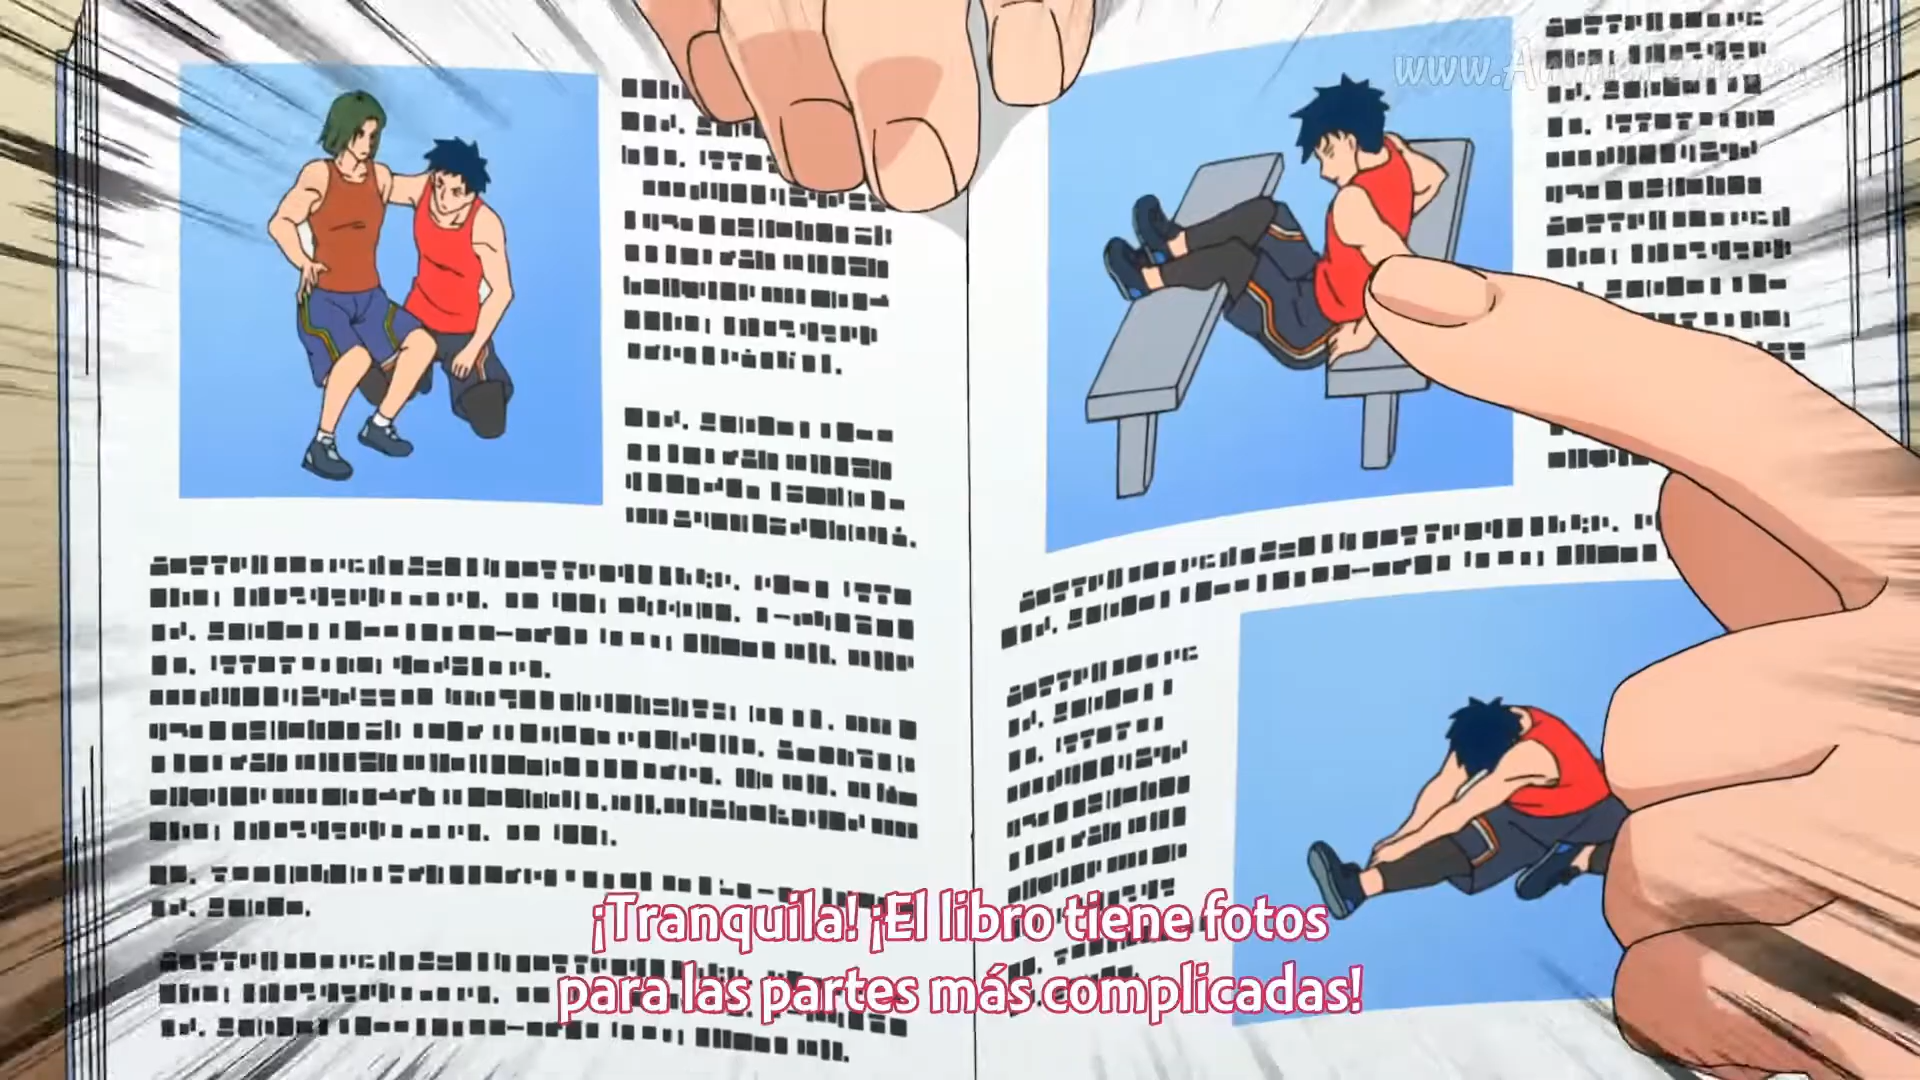 ¡Tranquila! ¡El libro tiene fotos
para las partes más complicadas!